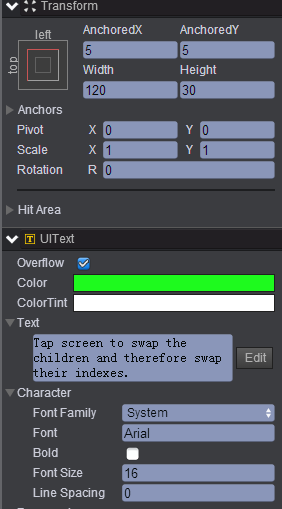 Transform
left
top
AnchoredX AnchoredY
5 5
Width Height
120 30
Anchors
Pivot X 0 Y 0
Scale X 1 Y 1
Rotation R 0
Hit Area
T UIText
Overflow
Color
ColorTint
Text
Tap screen to swap the
children and therefore swap
their indexes.
Edit
Character
Font Family System
Font Arial
Bold
Font Size 16
Line Spacing 0